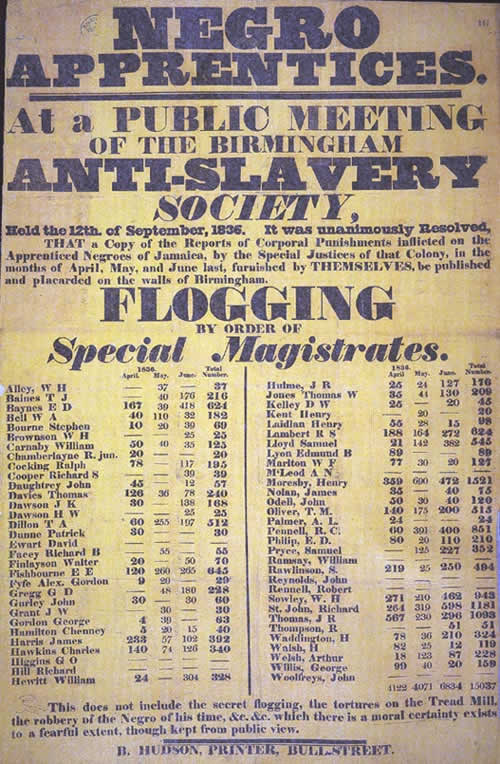 NEGRO
APPRENTICES.
At a PUBLIC MEETING
OF THE BIRMINGHAM
ANTI-SLAVERY
SOCIETY,
Held the 12th. of September, 1836. It was unanimously Resolved,
THAT a Copy of the Reports of Corporal Punishments inflicted on the
Apprenticed Negroes of Jamaica, by the Special Justices of that Colony, in the
months of April, May, and June last, furnished by THEMSELVES, be published
and placarded on the walls of Birmingham.
FLOGGING
BY ORDER OF
Special Magistrates.
1836. Total
April. May. June. Number.
Alley, W H — 37 — 37
Baines T J — 40 176 216
Baynes E D 167 39 418 624
Bell W A 40 110 32 182
Bourne Stephen 10 20 39 69
Brownson W H — — 25 25
Carnaby William 50 40 35 125
Chamberlayne R. jun. 20 — — 20
Cocking Ralph 78 — 117 195
Cooper Richard S — — 39 39
Daughtrey John 45 — 12 57
Davies Thomas 126 36 78 240
Dawson J K 30 — 138 168
Dawson H W — — 25 25
Dillon T A 60 255 197 512
Dunne Patrick 30 — — 30
Ewart David — — — —
Facey Richard B — 55 — 55
Finlayson Walter 20 — 50 70
Fishbourne E E 120 260 265 645
Fyfe Alex. Gordon 9 20 — 29
Gregg G D — 48 180 228
Gurley John 30 — 30 60
Grant J W — 30 — 30
Gordon George 4 39 — 63
Hamilton Chenney 5 20 15 40
Harris James 233 57 102 392
Hawkins Charles 140 74 126 340
Higgins G O — — — —
Hill Richard — — — —
Hewitt William 24 — 304 328
1836. Total
April May. June. Number.
Hulme, J R 25 24 127 176
Jones Thomas W 35 44 130 209
Kelley D W 25 — 20 45
Kent Henry — 20 — 20
Laidian Henry 55 28 15 98
Lambert R S 188 164 272 624
Lloyd Samuel 21 142 382 545
Lyon Edmund B 89 — — 89
Marlton W F 77 30 20 127
McLeod A N — — — —
Moresby, Henry 359 690 472 1521
Nolan, James 35 — 40 75
Odell, John 50 30 40 120
Oliver, T. M. 140 175 200 515
Palmer, A. L. 24 — — 24
Pennell, R. C. 60 391 400 851
Philip, E. D. 80 20 110 210
Pryce, Samuel — 125 227 352
Ramsay, William — — — —
Rawlinson, S. 219 25 250 494
Reynolds, John — — — —
Rennell, Robert — — — —
Sowley, W. H. 271 210 462 943
St. John, Richard 264 319 598 1181
Thomas, J R 567 230 296 1093
Thompson, R — — 51 51
Waddington, H 78 36 210 324
Walsh, H 82 25 12 119
Welsh, Arthur 18 123 87 228
Willis, George 99 40 20 159
Woolfreys, John — — — —
4122 4071 6834 15037
This does not include the secret flogging, the tortures on the Tread Mill,
the robbery of the Negro of his time, &c. &c. which there is a moral certainty exists
to a fearful extent, though kept from public view.
B. HUDSON, PRINTER, BULL-STREET.